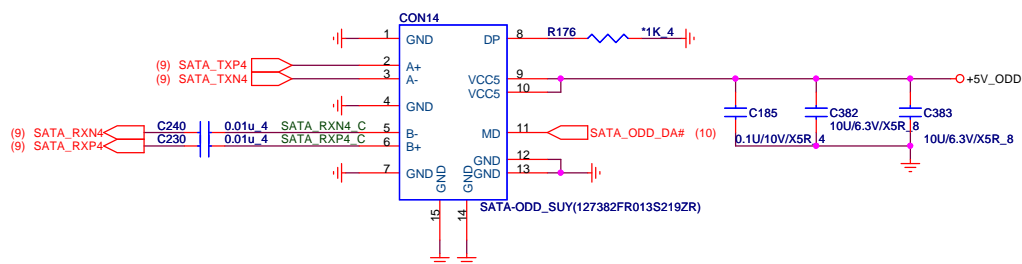 CON14
1 GND DP 8 R176 *1K_4
(9) SATA_TXP4 2 A+
(9) SATA_TXN4 3 A- VCC5 9 +5V_ODD
VCC5 10
4 GND
C185 C382 C383
(9) SATA_RXN4 C240 0.01u_4 SATA_RXN4_C 5 B- MD 11 SATA_ODD_DA# (10) 10U/6.3V/X5R_8
(9) SATA_RXP4 C230 0.01u_4 SATA_RXP4_C 6 B+ 0.1U/10V/X5R_4 10U/6.3V/X5R_8
GND 12
7 GND GND 13
GND GND
SATA-ODD_SUY(127382FR013S219ZR)
15 14